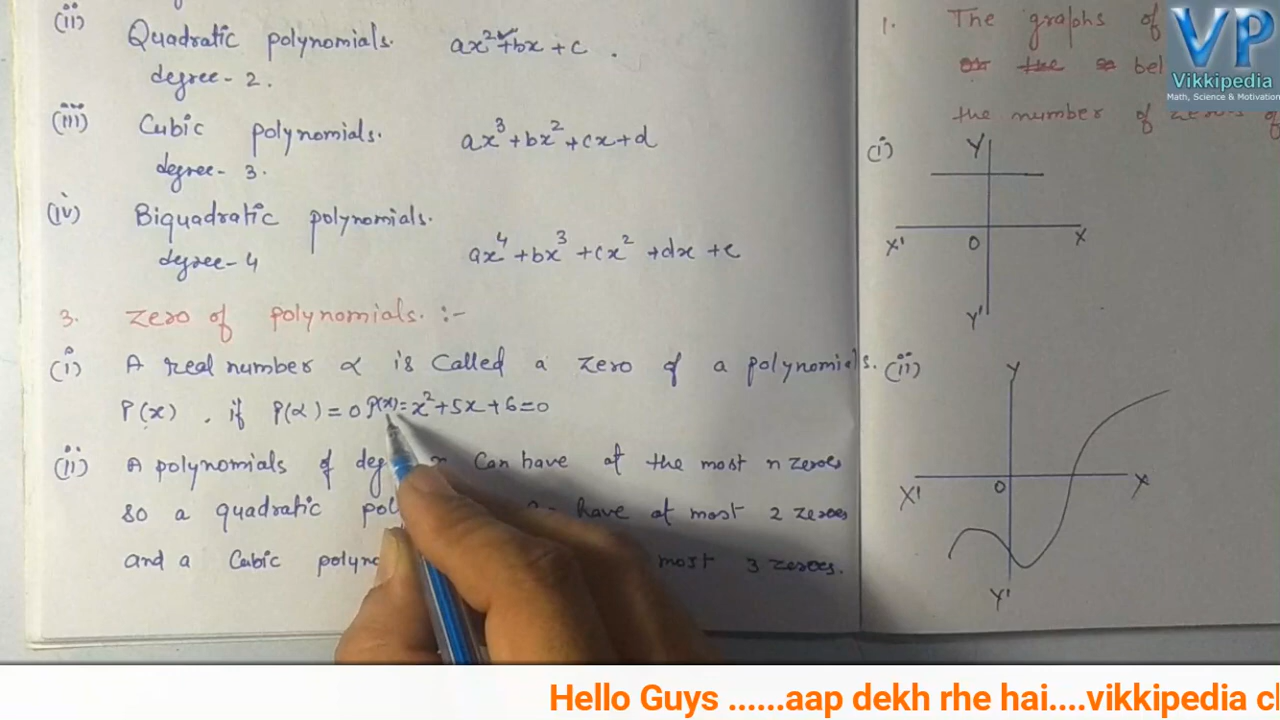 (ii) Quadratic polynomials. ax²+bx+c .
degree- 2.
(iii) Cubic polynomials. ax³+bx²+cx+d
degree- 3.
(iv) Biquadratic polynomials.
degree-4 ax⁴+bx³+cx²+dx+e
3. Zero of polynomials. :-
(i) A real number α is called a zero of a polynomials.
P(x) . if P(α)=0 P(x)=x²+5x+6=0
(ii) A polynomials of deg n can have at the most n zeroes
so a quadratic pol have at most 2 zeroes
and a Cubic polyno most 3 zeroes.
1. The graphs of
bel
the number of zeros of
(i) Y
X' O X
Y'
(ii) Y
X' O X
Y'
VP
Vikkipedia
Math, Science & Motivation
Hello Guys ......aap dekh rhe hai....vikkipedia c